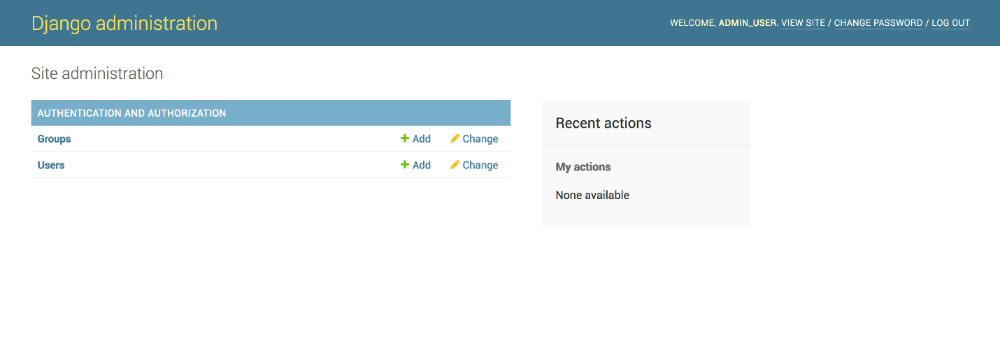 Django administration
WELCOME, ADMIN_USER. VIEW SITE / CHANGE PASSWORD / LOG OUT
Site administration
AUTHENTICATION AND AUTHORIZATION
Groups Add Change
Users Add Change
Recent actions
My actions
None available